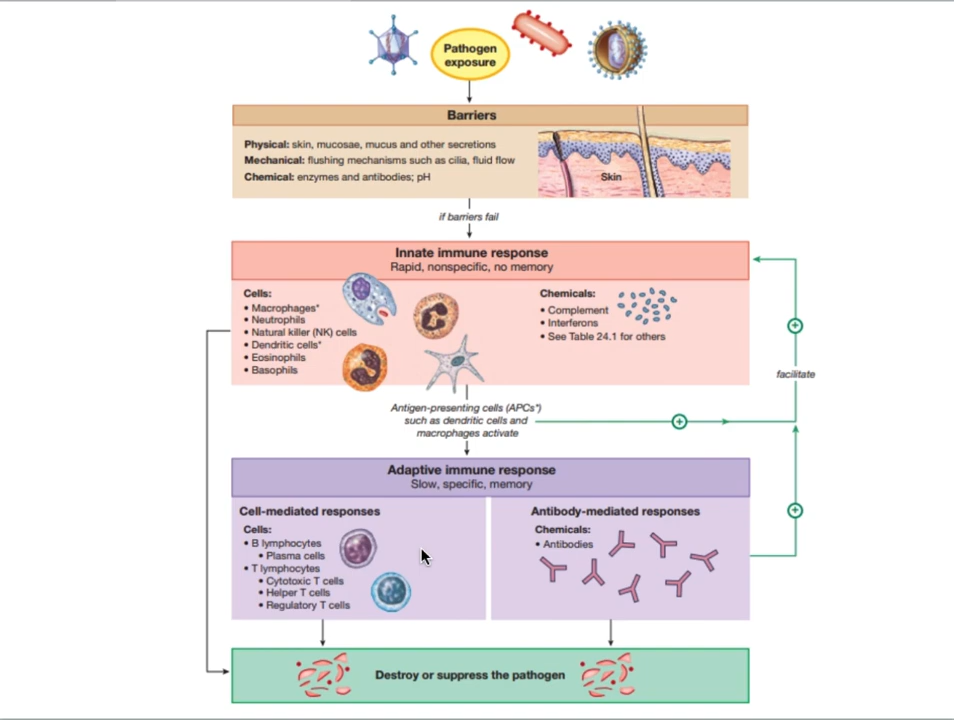 Pathogen
exposure
Barriers
Physical: skin, mucosae, mucus and other secretions
Mechanical: flushing mechanisms such as cilia, fluid flow
Chemical: enzymes and antibodies; pH
Skin
if barriers fail
Innate immune response
Rapid, nonspecific, no memory
Cells:
• Macrophages*
• Neutrophils
• Natural killer (NK) cells
• Dendritic cells*
• Eosinophils
• Basophils
Chemicals:
• Complement
• Interferons
• See Table 24.1 for others
facilitate
Antigen-presenting cells (APCs*)
such as dendritic cells and
macrophages activate
Adaptive immune response
Slow, specific, memory
Cell-mediated responses
Cells:
• B lymphocytes
• Plasma cells
• T lymphocytes
• Cytotoxic T cells
• Helper T cells
• Regulatory T cells
Antibody-mediated responses
Chemicals:
• Antibodies
Destroy or suppress the pathogen